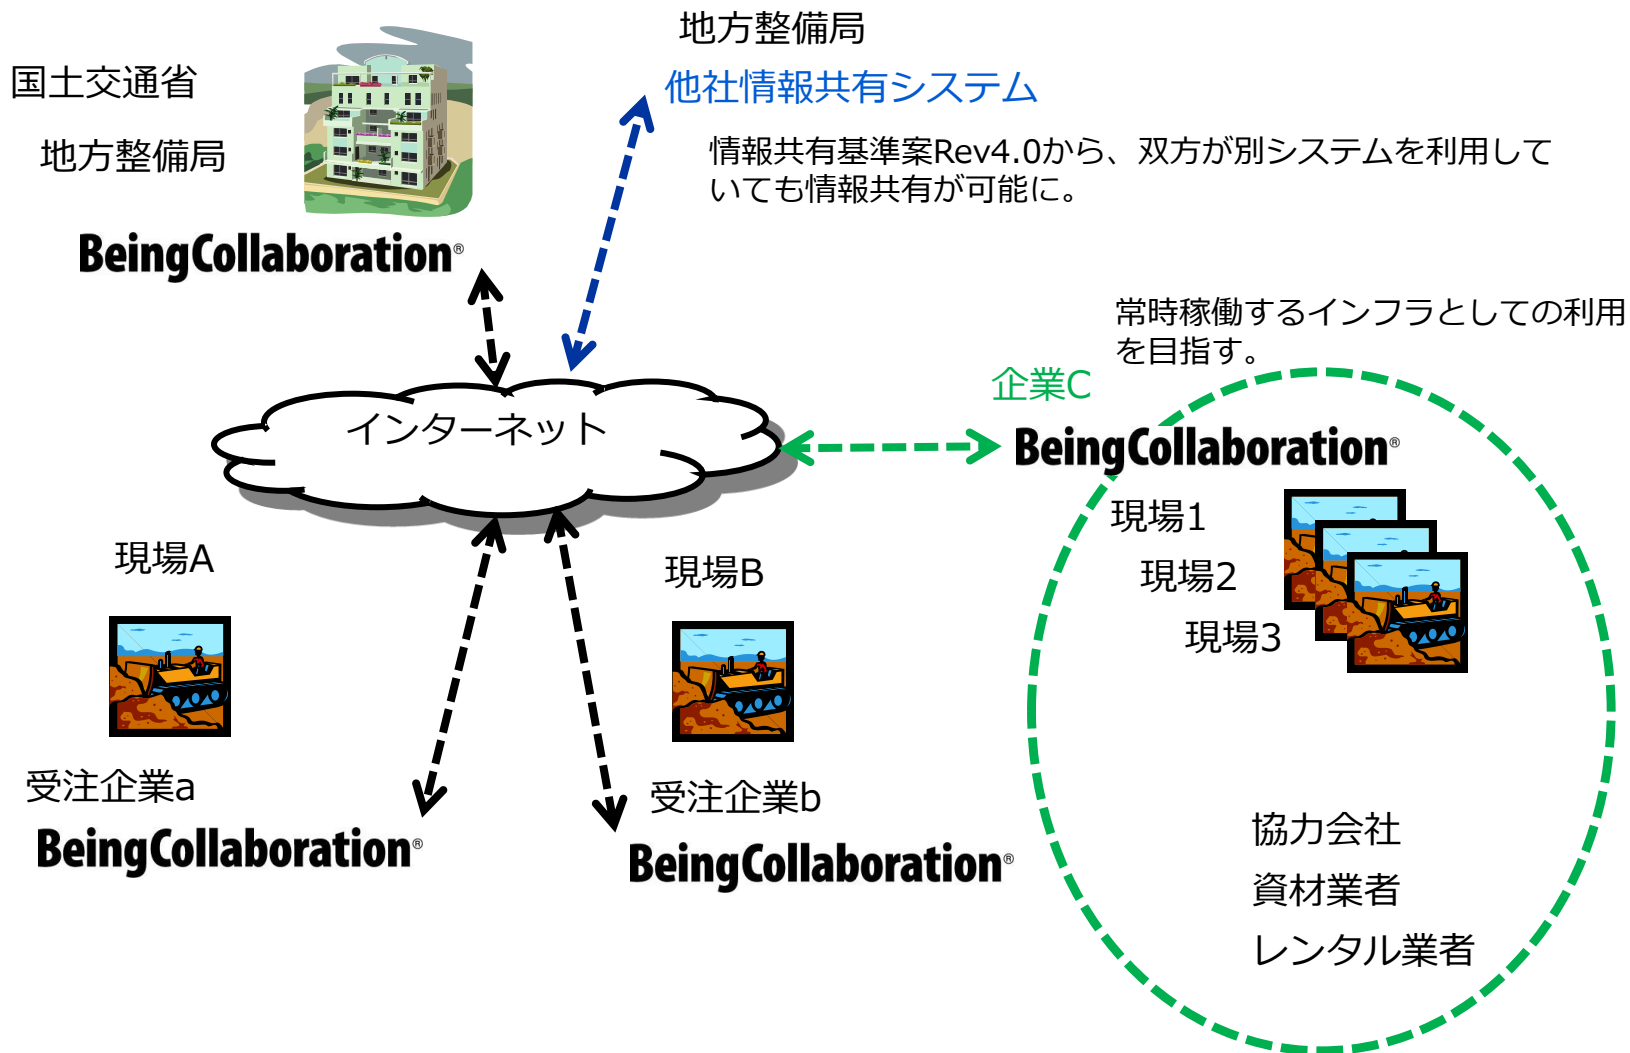 国土交通省
地方整備局
BeingCollaboration®
地方整備局
他社情報共有システム
情報共有基準案Rev4.0から、双方が別システムを利用して
いても情報共有が可能に。
インターネット
常時稼働するインフラとしての利用
を目指す。
企業C
BeingCollaboration®
現場1
現場2
現場3
協力会社
資材業者
レンタル業者
現場A
受注企業a
BeingCollaboration®
現場B
受注企業b
BeingCollaboration®